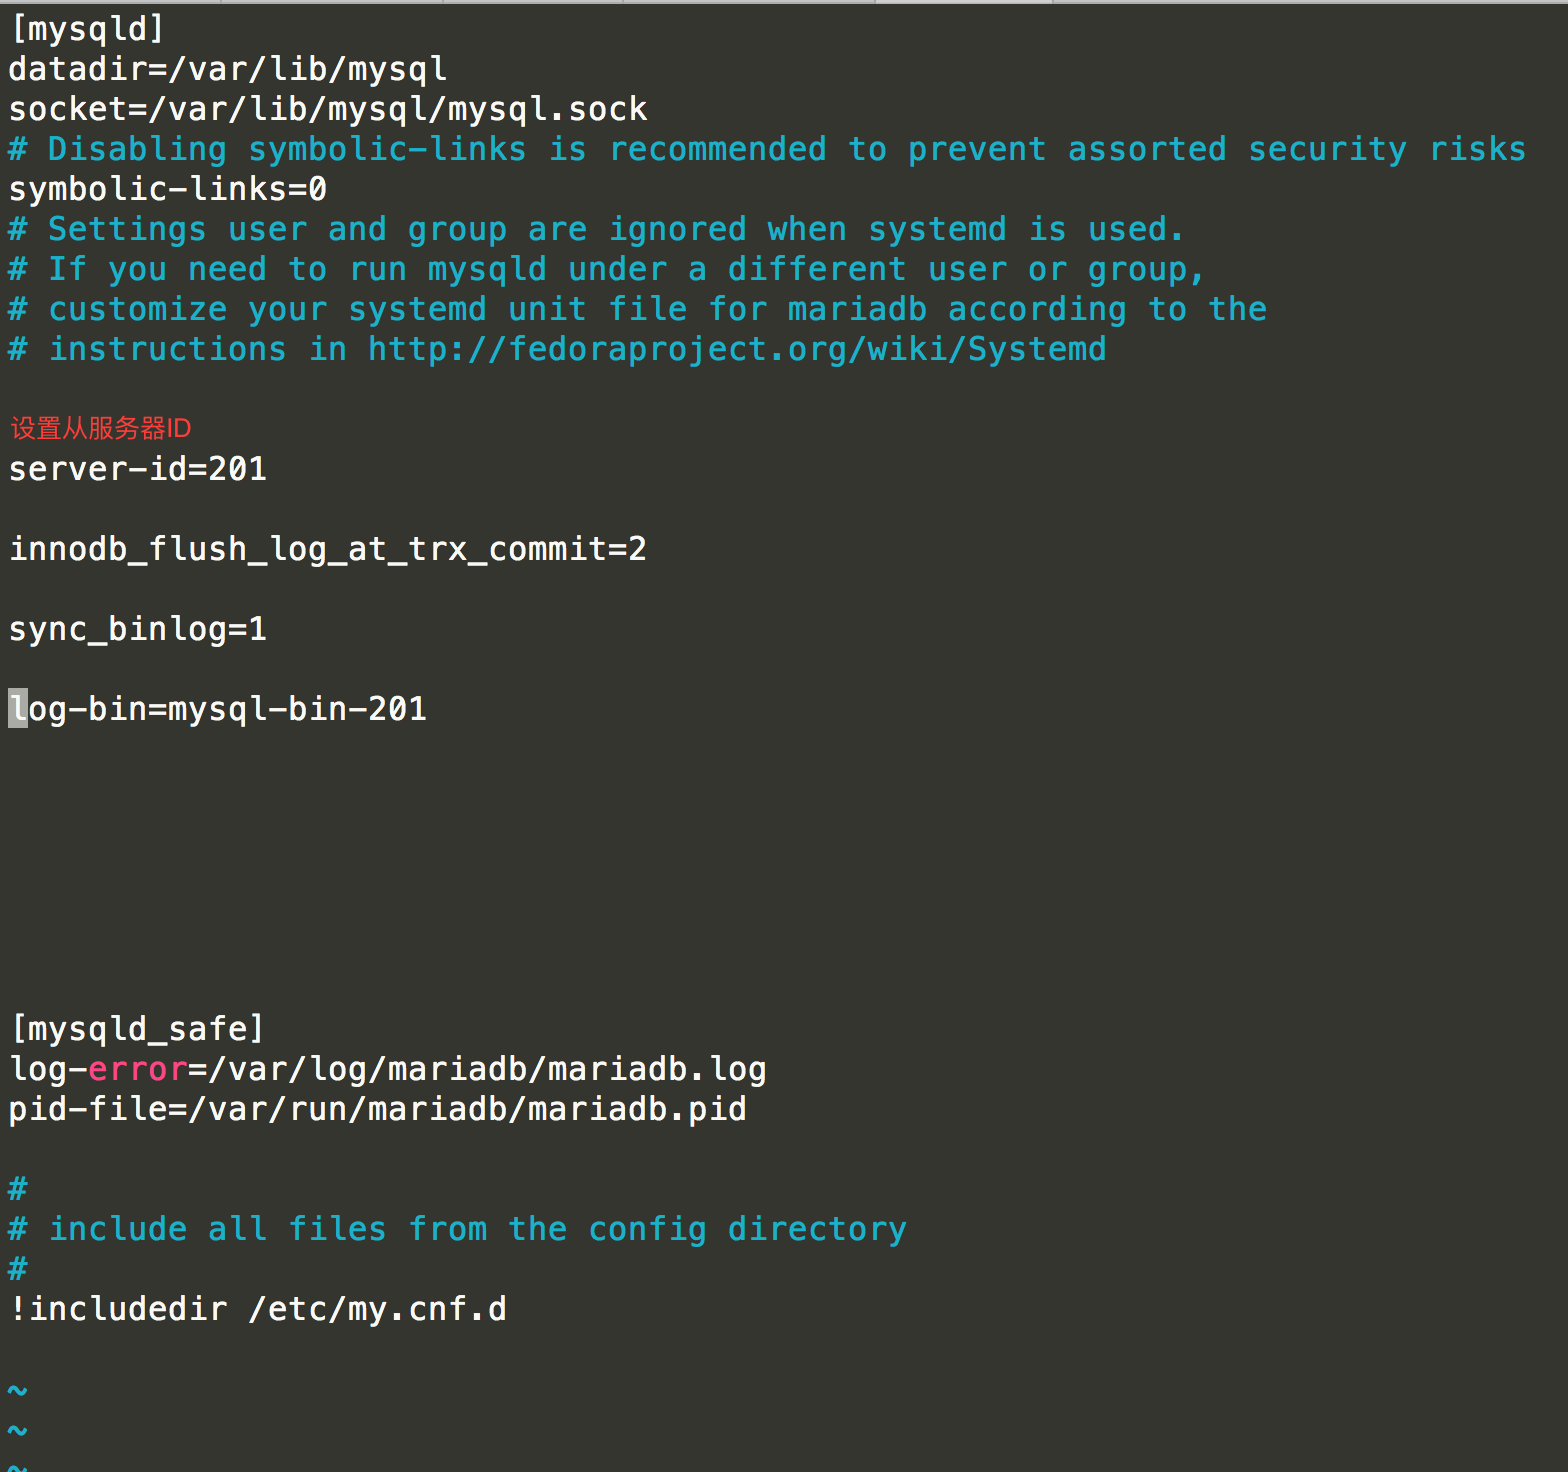 [mysqld]
datadir=/var/lib/mysql
socket=/var/lib/mysql/mysql.sock
# Disabling symbolic-links is recommended to prevent assorted security risks
symbolic-links=0
# Settings user and group are ignored when systemd is used.
# If you need to run mysqld under a different user or group,
# customize your systemd unit file for mariadb according to the
# instructions in http://fedoraproject.org/wiki/Systemd
设置从服务器ID
server-id=201
innodb_flush_log_at_trx_commit=2
sync_binlog=1
log-bin=mysql-bin-201
[mysqld_safe]
log-error=/var/log/mariadb/mariadb.log
pid-file=/var/run/mariadb/mariadb.pid
#
# include all files from the config directory
#
!includedir /etc/my.cnf.d
~
~
~